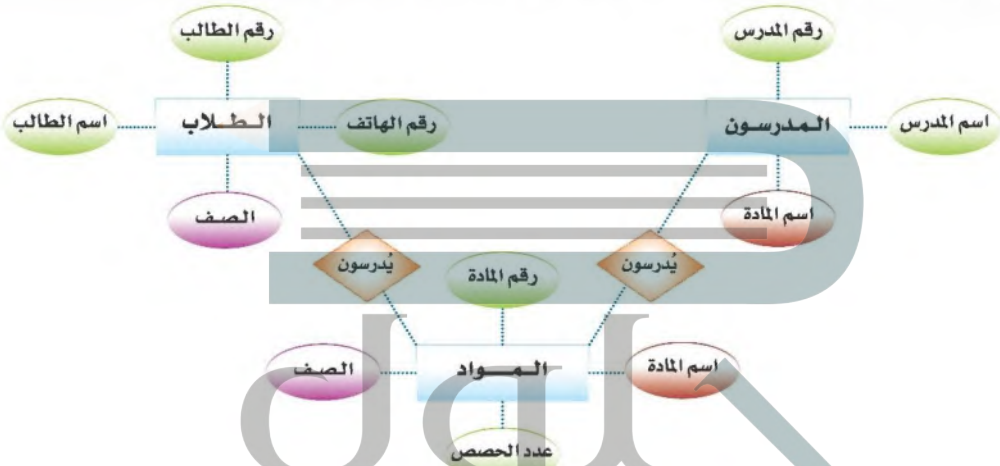 رقم المدرس
رقم الطالب
اسم المدرس
المدرسون
رقم الهاتف
الطلاب
اسم الطالب
اسم المادة
الصف
يُدرسون
يُدرسون
رقم المادة
اسم المادة
المواد
الصف
عدد الحصص